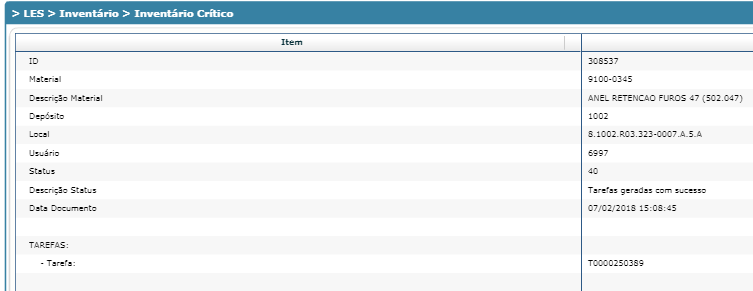 > LES > Inventário > Inventário Crítico
Item
ID 308537
Material 9100-0345
Descrição Material ANEL RETENCAO FUROS 47 (502.047)
Depósito 1002
Local 8.1002.R03.323-0007.A.5.A
Usuário 6997
Status 40
Descrição Status Tarefas geradas com sucesso
Data Documento 07/02/2018 15:08:45
TAREFAS:
- Tarefa: T0000250389